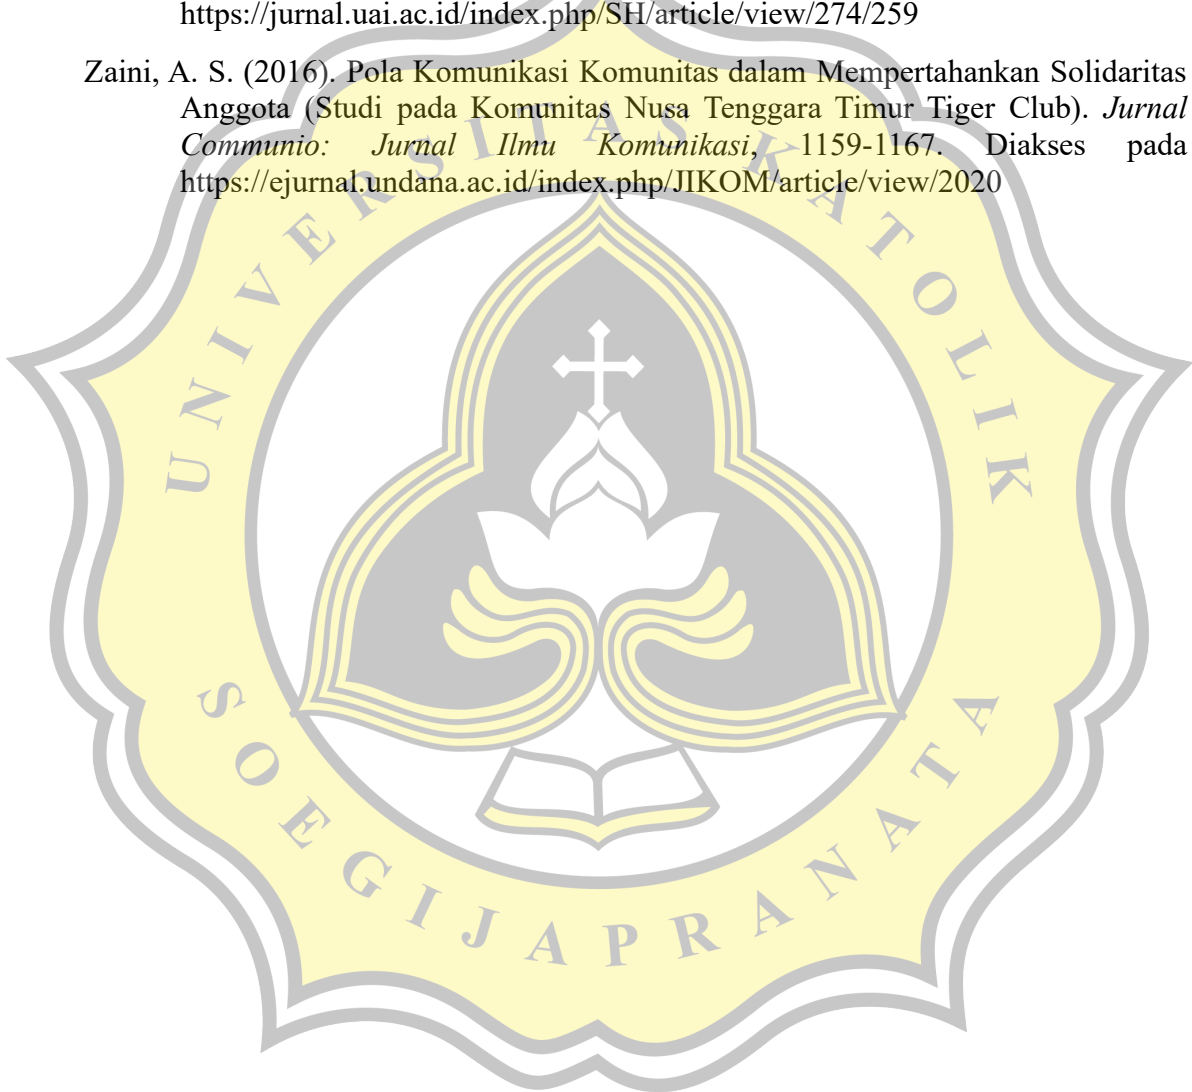 https://jurnal.uai.ac.id/index.php/SH/article/view/274/259
Zaini, A. S. (2016). Pola Komunikasi Komunitas dalam Mempertahankan Solidaritas
Anggota (Studi pada Komunitas Nusa Tenggara Timur Tiger Club). Jurnal
Communio: Jurnal Ilmu Komunikasi, 1159-1167. Diakses pada
https://ejurnal.undana.ac.id/index.php/JIKOM/article/view/2020
UNIVERSITAS KATOLIK
SOEGIJAPRANATA